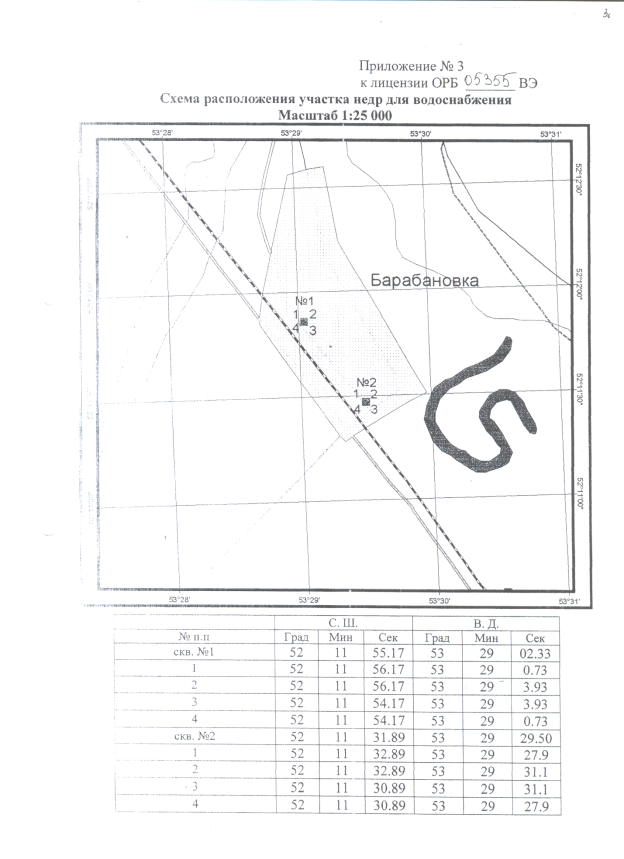 Приложение № 3
к лицензии ОРБ 05355 ВЭ
Схема расположения участка недр для водоснабжения
Масштаб 1:25 000
53°28' 53°29' 53°30' 53°31'
52°12'30"
52°12'00"
Барабановка
№1
1 2
4 3
№2
1 2
4 3
52°11'30"
52°11'00"
53°28' 53°29' 53°30' 53°31'
С. Ш. В. Д.
№ п.п Град Мин Сек Град Мин Сек
скв. №1 52 11 55.17 53 29 02.33
1 52 11 56.17 53 29 0.73
2 52 11 56.17 53 29 3.93
3 52 11 54.17 53 29 3.93
4 52 11 54.17 53 29 0.73
скв. №2 52 11 31.89 53 29 29.50
1 52 11 32.89 53 29 27.9
2 52 11 32.89 53 29 31.1
3 52 11 30.89 53 29 31.1
4 52 11 30.89 53 29 27.9